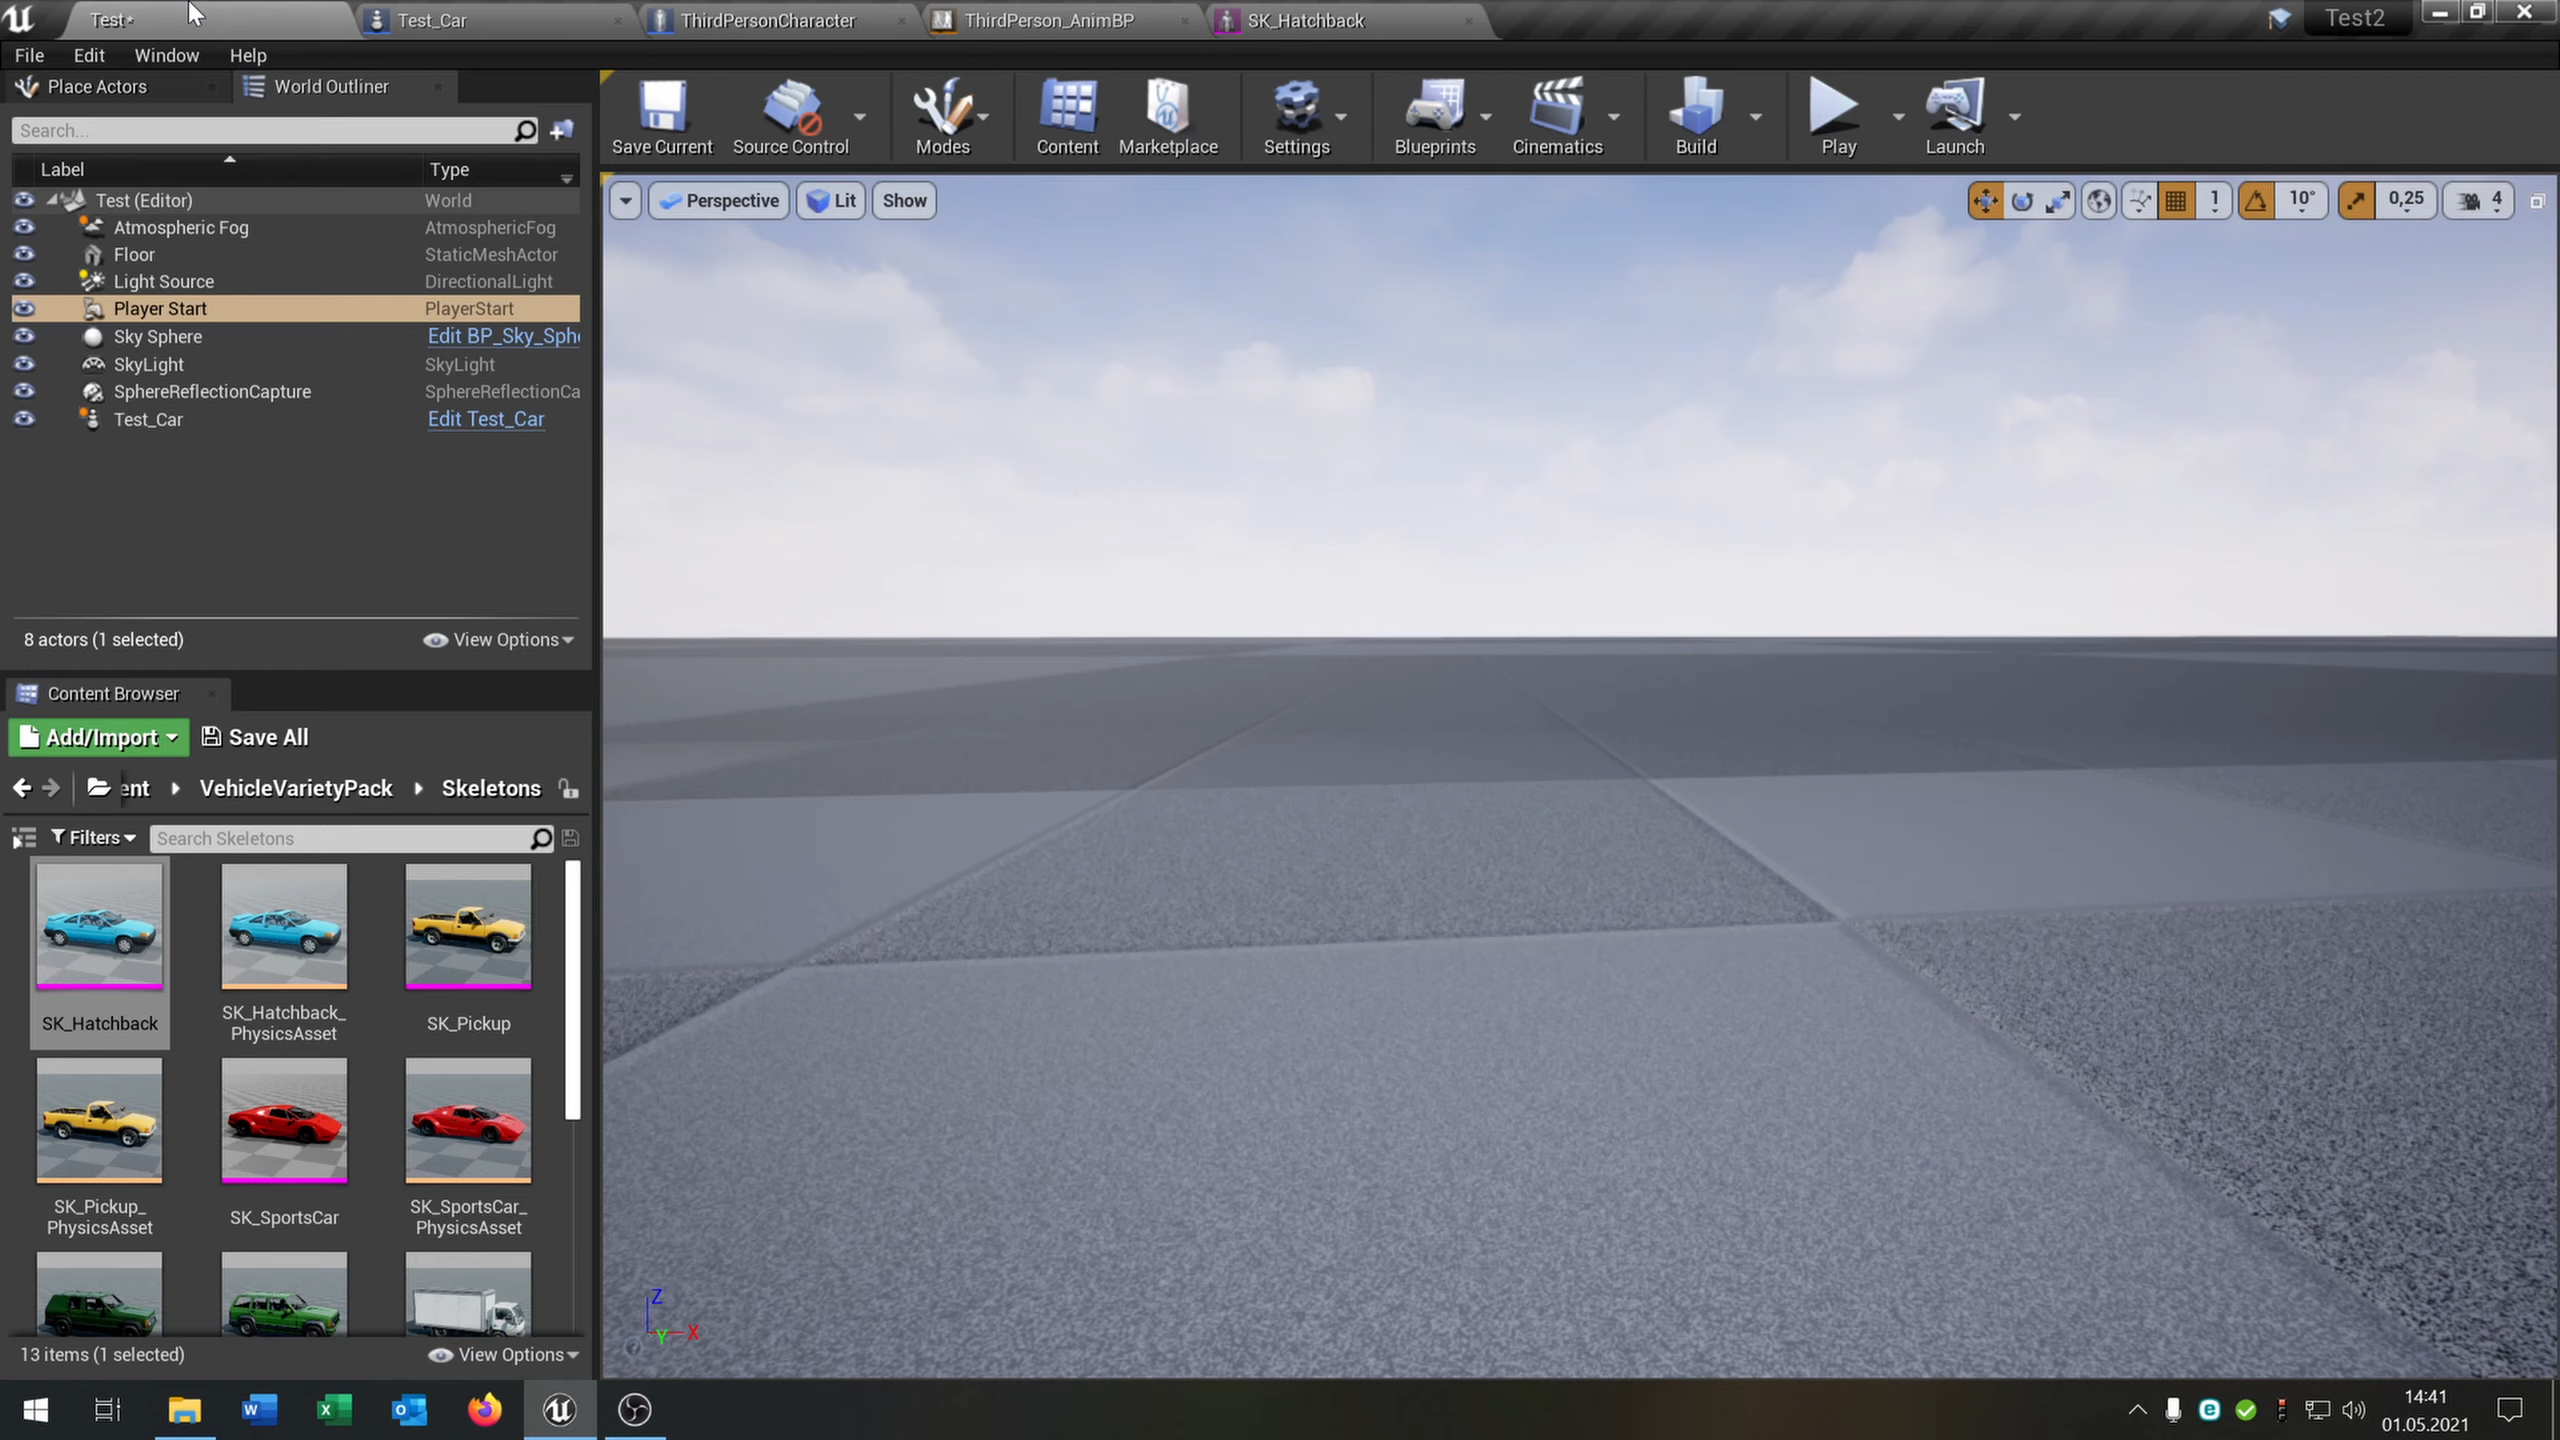 Test*
Test_Car
ThirdPersonCharacter
ThirdPerson_AnimBP
SK_Hatchback
Test2
File Edit Window Help
Place Actors
World Outliner
Search...
Label Type
Test (Editor) World
Atmospheric Fog AtmosphericFog
Floor StaticMeshActor
Light Source DirectionalLight
Player Start PlayerStart
Sky Sphere Edit BP_Sky_Sph
SkyLight SkyLight
SphereReflectionCapture SphereReflectionCa
Test_Car Edit Test_Car
8 actors (1 selected) View Options
Save Current
Source Control
Modes
Content
Marketplace
Settings
Blueprints
Cinematics
Build
Play
Launch
Perspective
Lit
Show
1
10°
0,25
4
Z
Y
X
Content Browser
Add/Import
Save All
ent VehicleVarietyPack Skeletons
Filters
Search Skeletons
SK_Hatchback
SK_Hatchback_
PhysicsAsset
SK_Pickup
SK_Pickup_
PhysicsAsset
SK_SportsCar
SK_SportsCar_
PhysicsAsset
13 items (1 selected) View Options
14:41
01.05.2021